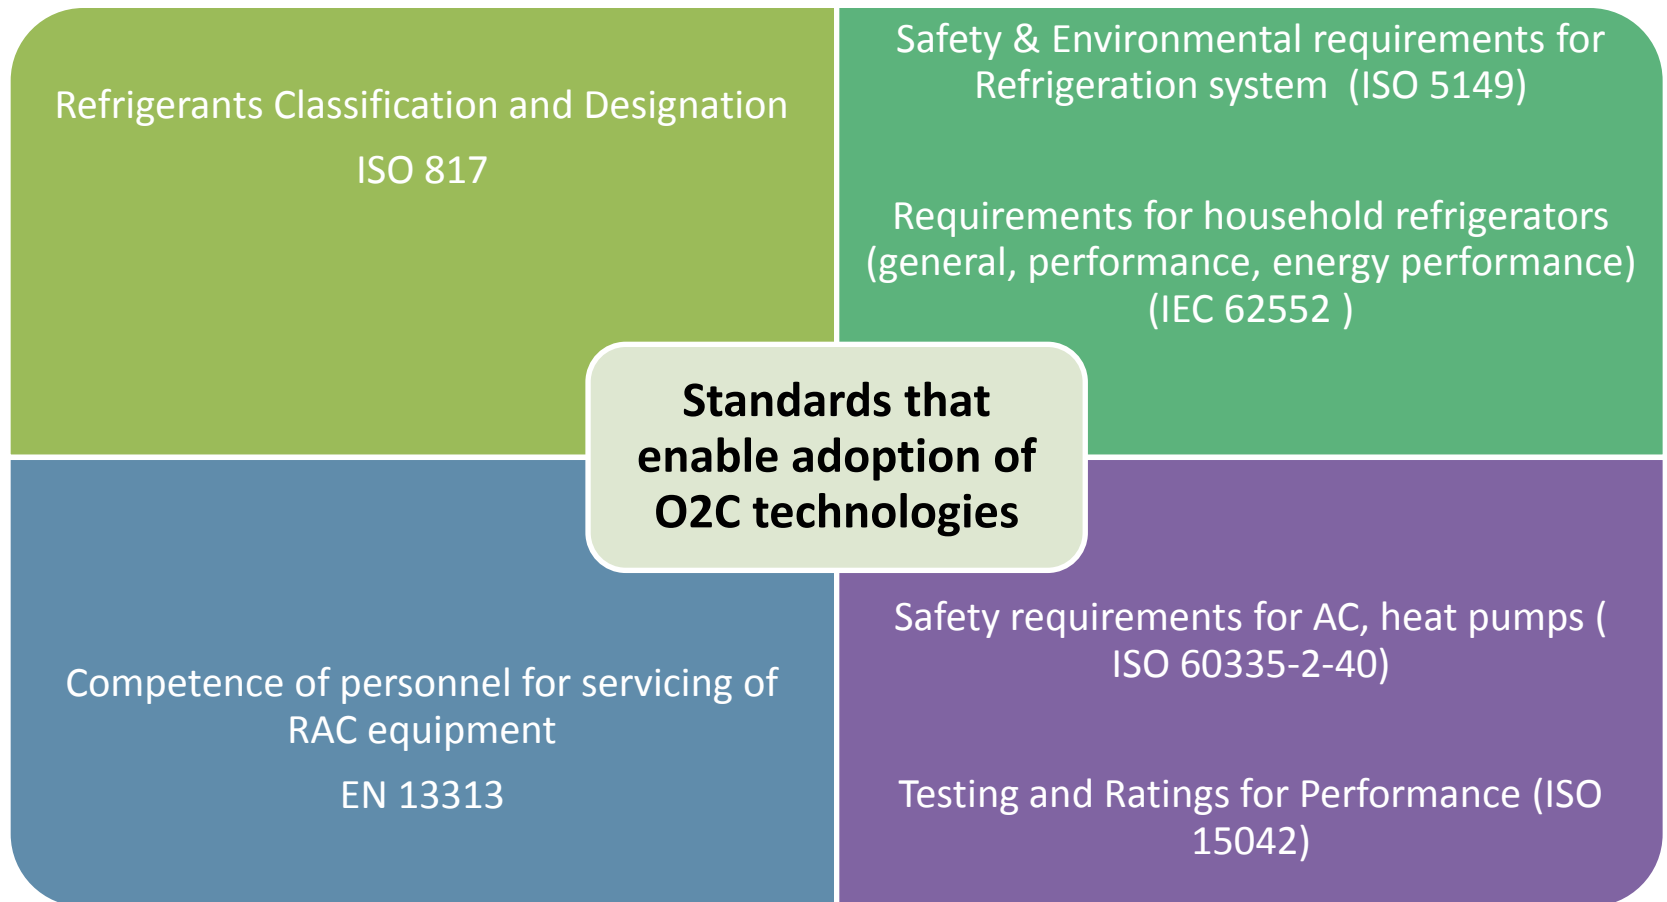 Refrigerants Classification and Designation
ISO 817
Safety & Environmental requirements for
Refrigeration system  (ISO 5149)
Requirements for household refrigerators
(general, performance, energy performance)
(IEC 62552 )
Standards that
enable adoption of
O2C technologies
Competence of personnel for servicing of
RAC equipment
EN 13313
Safety requirements for AC, heat pumps (
ISO 60335-2-40)
Testing and Ratings for Performance (ISO
15042)